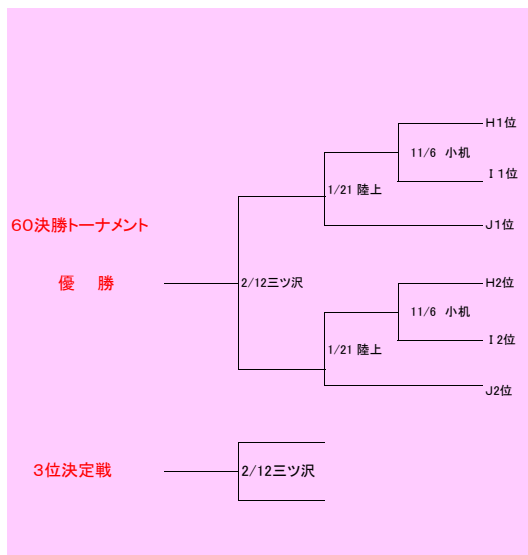 H1位
11/6 小机
I1位
1/21 陸上
60決勝トーナメント
J1位
優 勝
2/12三ツ沢
H2位
11/6 小机
I2位
1/21 陸上
J2位
3位決定戦
2/12三ツ沢